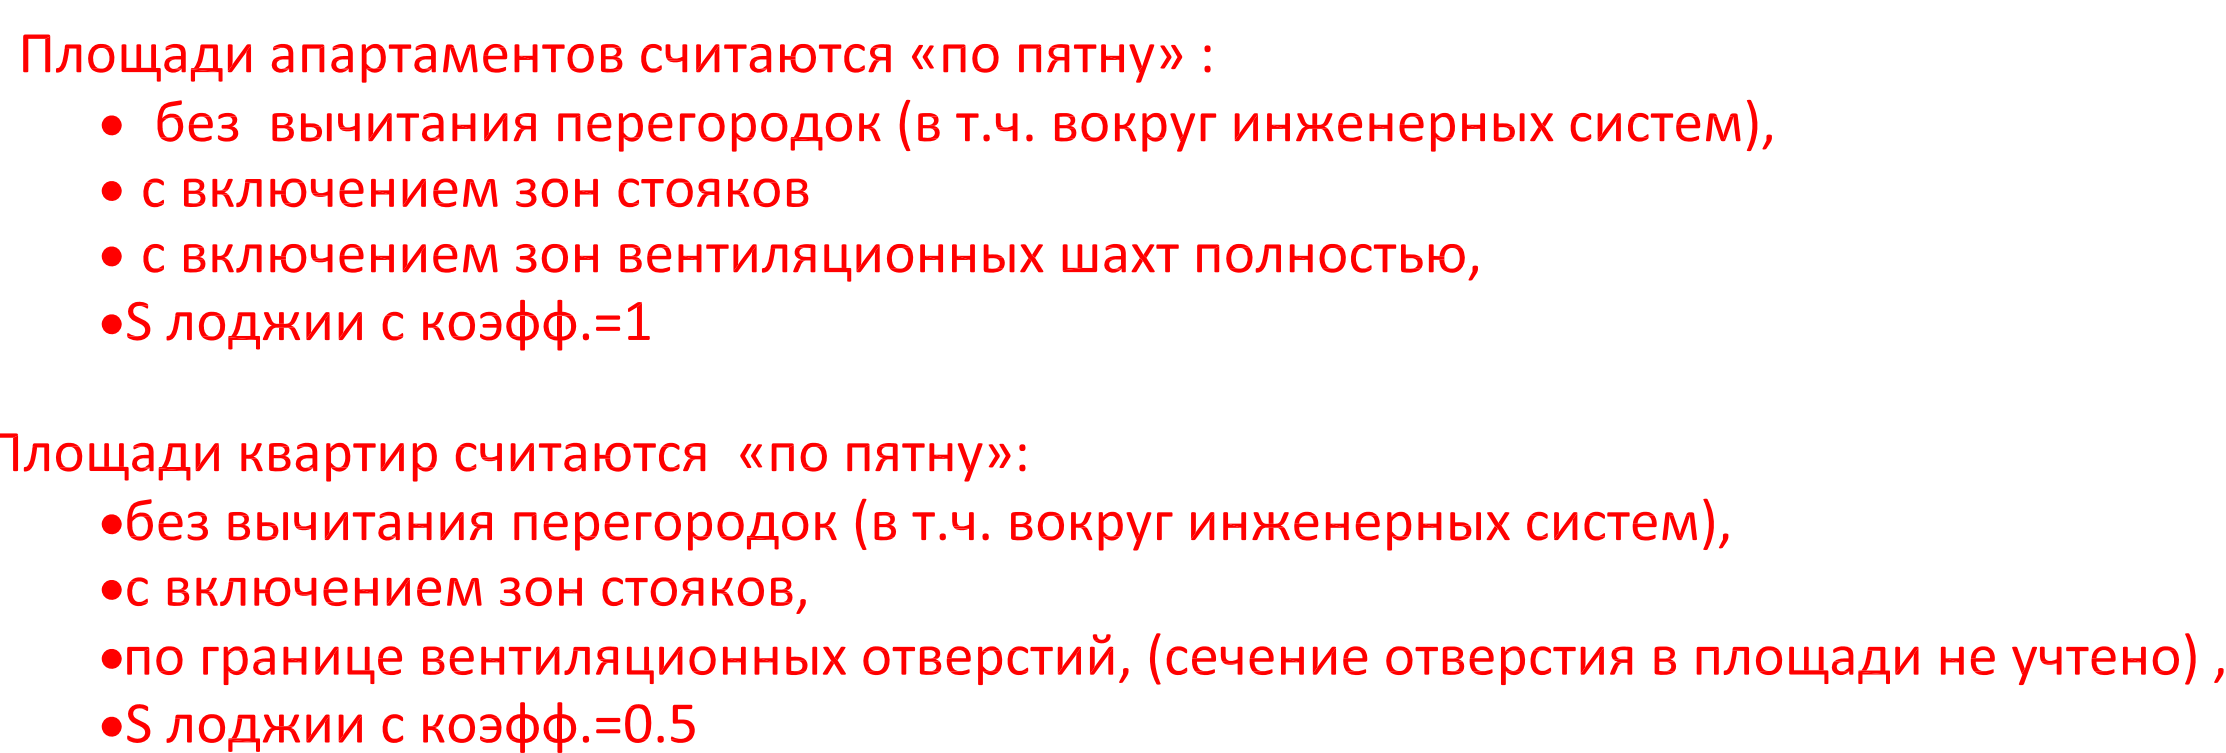 Площади апартаментов считаются «по пятну» :
• без вычитания перегородок (в т.ч. вокруг инженерных систем),
• с включением зон стояков
• с включением зон вентиляционных шахт полностью,
•S лоджии с коэфф.=1
Площади квартир считаются «по пятну»:
•без вычитания перегородок (в т.ч. вокруг инженерных систем),
•с включением зон стояков,
•по границе вентиляционных отверстий, (сечение отверстия в площади не учтено) ,
•S лоджии с коэфф.=0.5